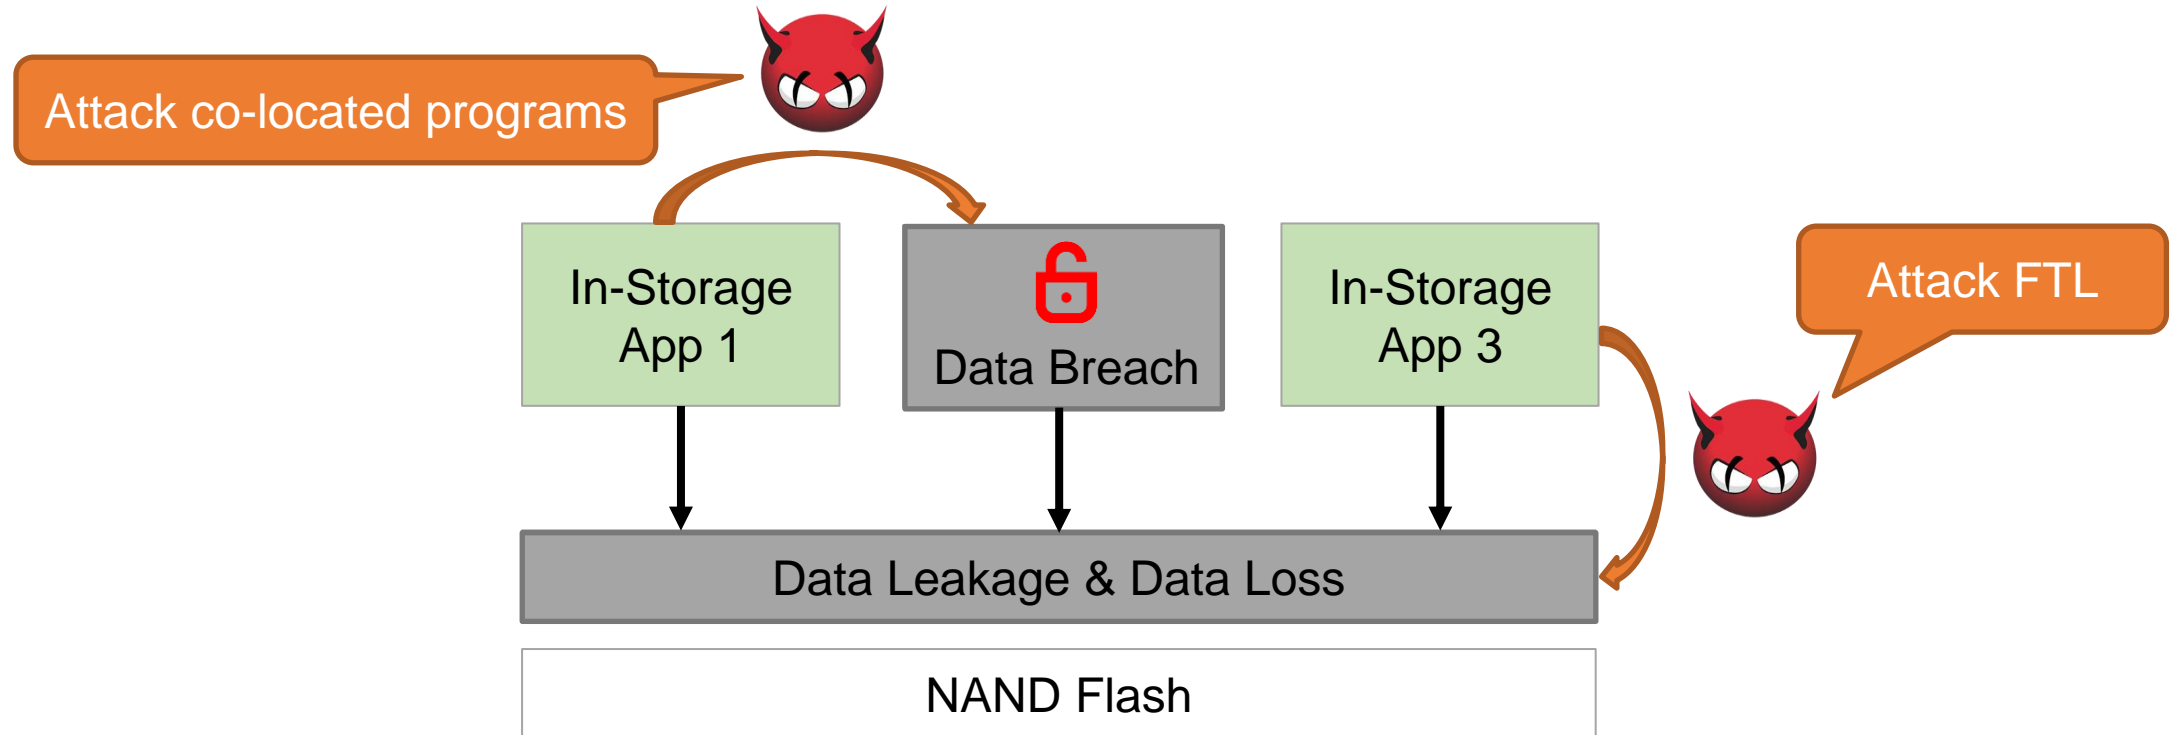 Attack co-located programs
In-Storage
App 1
Data Breach
In-Storage
App 3
Attack FTL
Data Leakage & Data Loss
NAND Flash